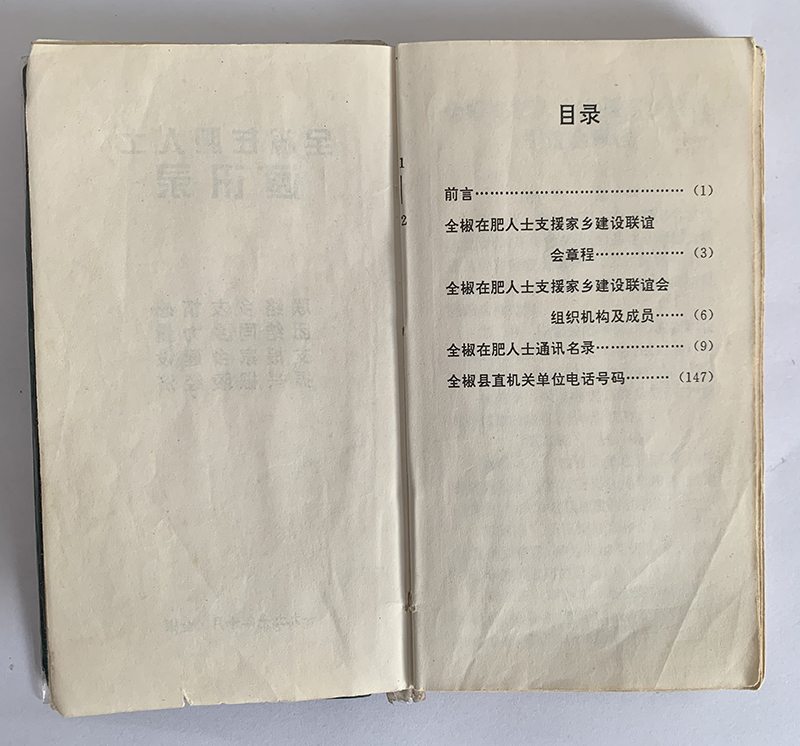 1
2
目录
前言……………………………（1）
全椒在肥人士支援家乡建设联谊
会章程………………（3）
全椒在肥人士支援家乡建设联谊会
组织机构及成员……（6）
全椒在肥人士通讯名录……………（9）
全椒县直机关单位电话号码………（147）